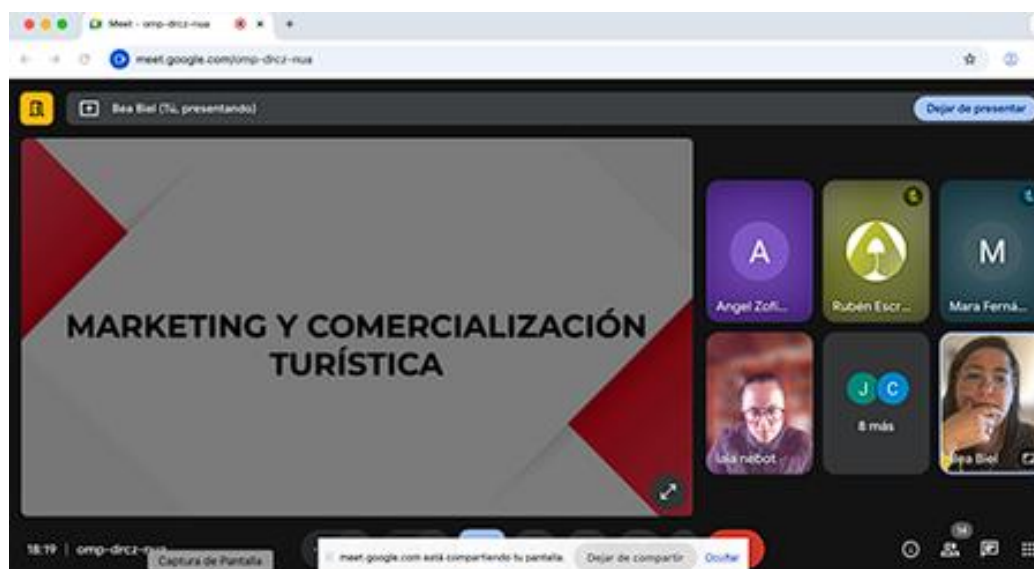 Meet - omp-drcz-nua
meet.google.com/omp-drcz-nua
Bea Biel (Tú, presentando)
Dejar de presentar
MARKETING Y COMERCIALIZACIÓN
TURÍSTICA
A
M
Angel Zofi...
Rubén Escr...
Mara Ferná...
J C
8 más
laia nebot
Bea Biel
14
18:19 | omp-drcz-nua
Captura de Pantalla
meet.google.com está compartiendo tu pantalla.
Dejar de compartir
Ocultar